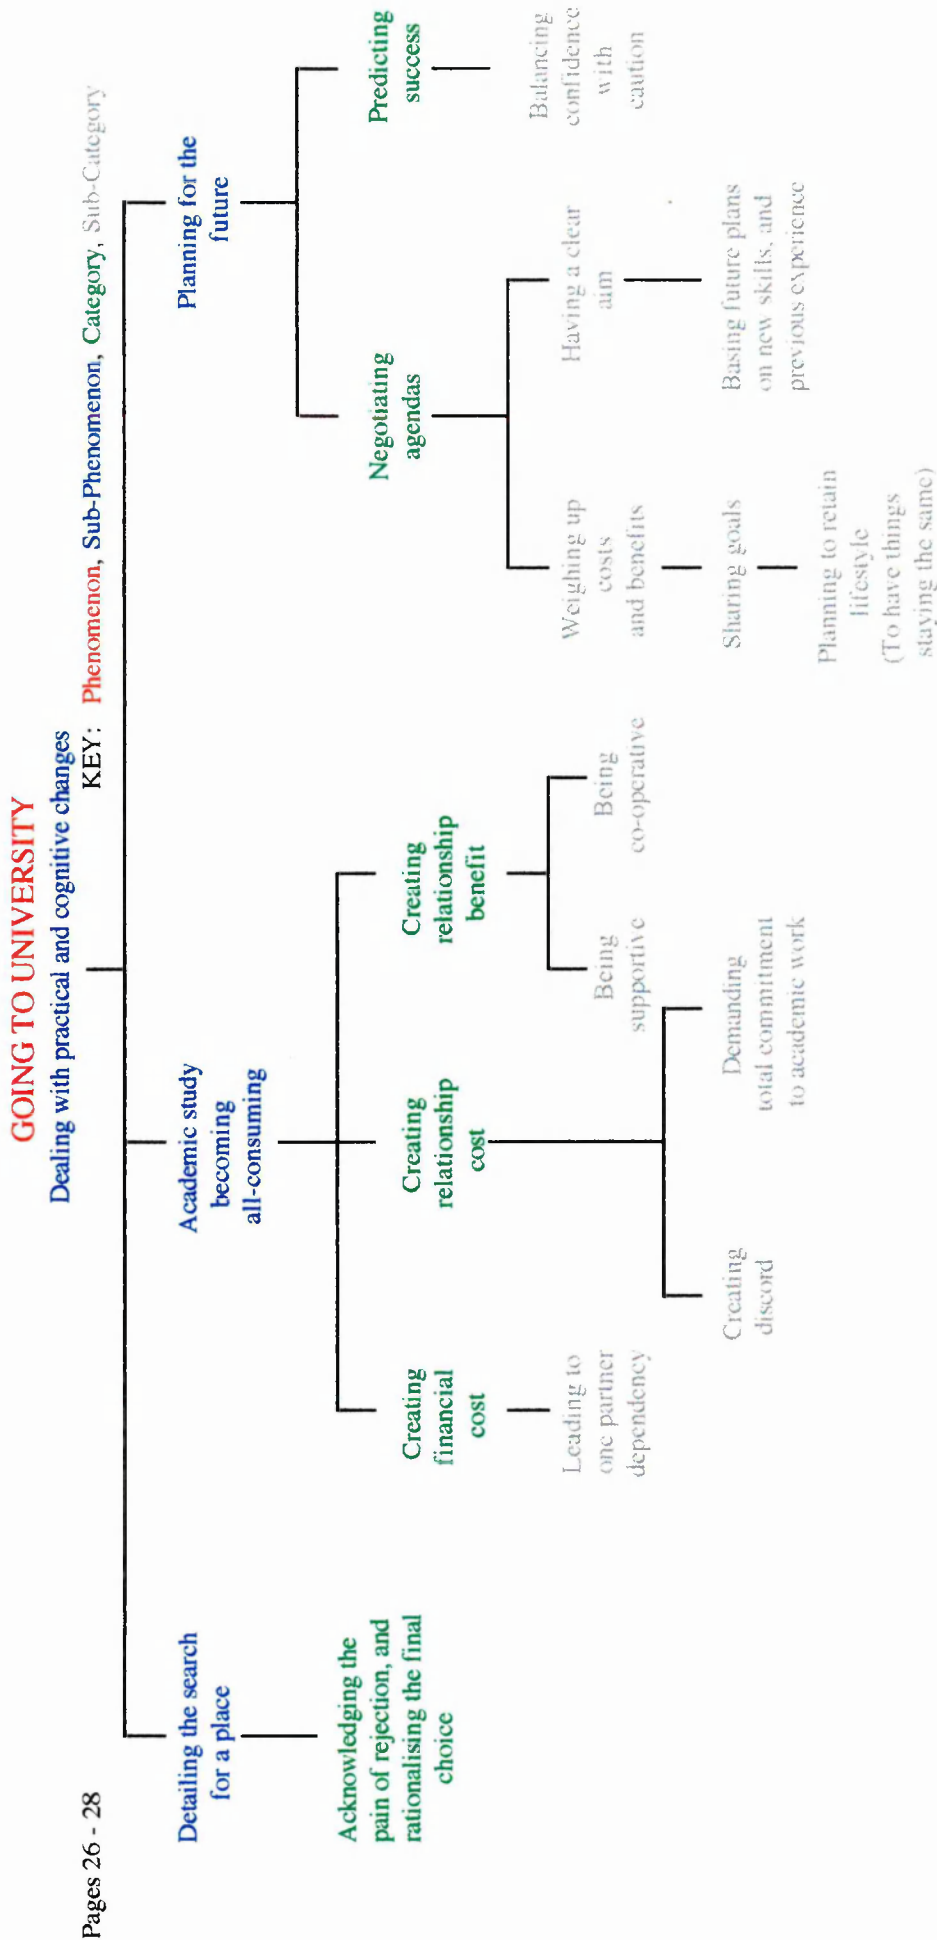 GOING TO UNIVERSITY
Dealing with practical and cognitive changes
Pages 26 - 28
KEY: Phenomenon, Sub-Phenomenon, Category, Sub-Category
Detailing the search
for a place
Acknowledging the
pain of rejection, and
rationalising the final
choice
Academic study
becoming
all-consuming
Creating
financial
cost
Leading to
one partner
dependency
Creating
relationship
cost
Creating
discord
Demanding
total commitment
to academic work
Creating
relationship
benefit
Being
supportive
Being
co-operative
Planning for the
future
Negotiating
agendas
Weighing up
costs
and benefits
Sharing goals
Planning to retain
lifestyle
(To have things
staying the same)
Having a clear
aim
Basing future plans
on new skills, and
previous experience
Predicting
success
Balancing
confidence
with
caution